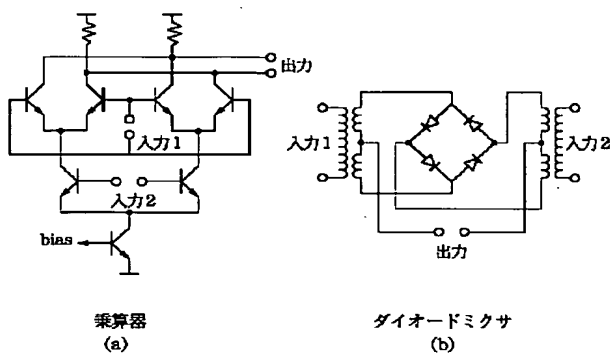 出力
入力1
入力2
bias
乗算器
(a)
入力1
入力2
出力
ダイオードミクサ
(b)